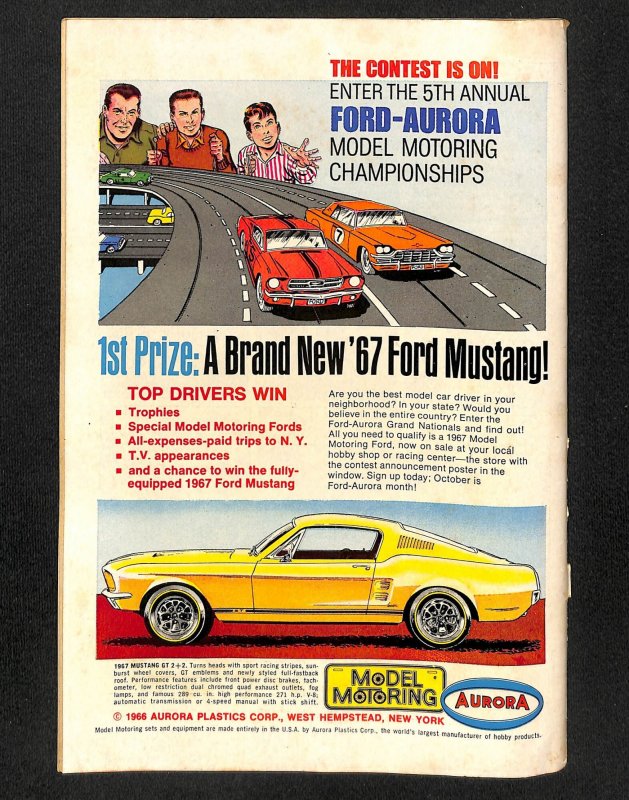 THE CONTEST IS ON!
ENTER THE 5TH ANNUAL
FORD-AURORA
MODEL MOTORING
CHAMPIONSHIPS
7
FORD
FORD
1st Prize: A Brand New '67 Ford Mustang!
TOP DRIVERS WIN
▪ Trophies
▪ Special Model Motoring Fords
▪ All-expenses-paid trips to N. Y.
▪ T.V. appearances
▪ and a chance to win the fully-
equipped 1967 Ford Mustang
Are you the best model car driver in your
neighborhood? In your state? Would you
believe in the entire country? Enter the
Ford-Aurora Grand Nationals and find out!
All you need to qualify is a 1967 Model
Motoring Ford, now on sale at your local
hobby shop or racing center—the store with
the contest announcement poster in the
window. Sign up today; October is
Ford-Aurora month!
1967 MUSTANG GT 2+2. Turns heads with sport racing stripes, sun-
burst wheel covers, GT emblems and newly styled full-fastback
roof. Performance features include front power disc brakes, tach-
ometer, low restriction dual chromed quad exhaust outlets, fog
lamps, and famous 289 cu. in. high performance 271 h.p. V-8;
automatic transmission or 4-speed manual with stick shift.
MODEL
MOTORING
AURORA
© 1966 AURORA PLASTICS CORP., WEST HEMPSTEAD, NEW YORK
Model Motoring sets and equipment are made entirely in the U.S.A. by Aurora Plastics Corp., the world's largest manufacturer of hobby products.